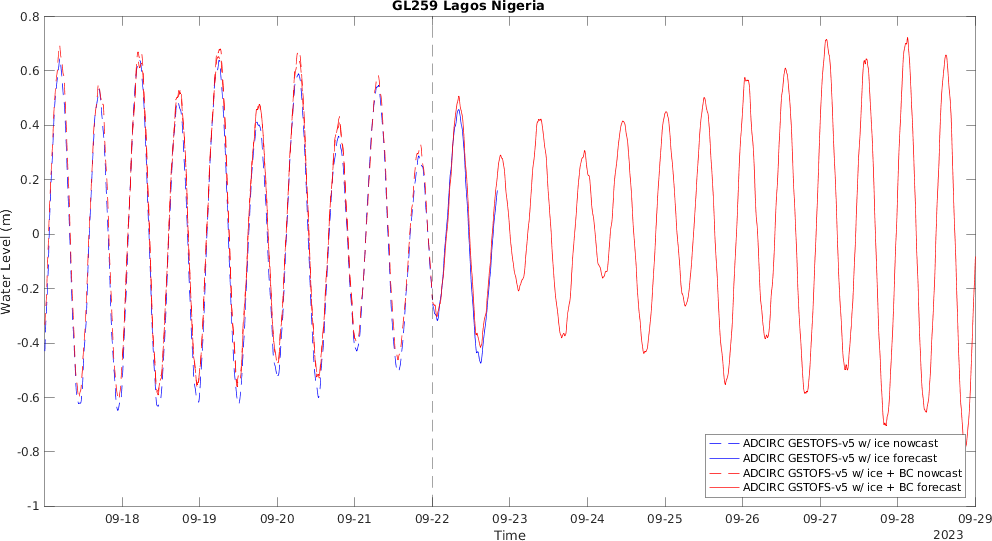 GL259 Lagos Nigeria
0.8
0.6
0.4
0.2
0
-0.2
-0.4
-0.6
-0.8
-1
Water Level (m)
ADCIRC GESTOFS-v5 w/ ice nowcast
ADCIRC GESTOFS-v5 w/ ice forecast
ADCIRC GSTOFS-v5 w/ ice + BC nowcast
ADCIRC GSTOFS-v5 w/ ice + BC forecast
09-18 09-19 09-20 09-21 09-22 09-23 09-24 09-25 09-26 09-27 09-28 09-29
Time
2023